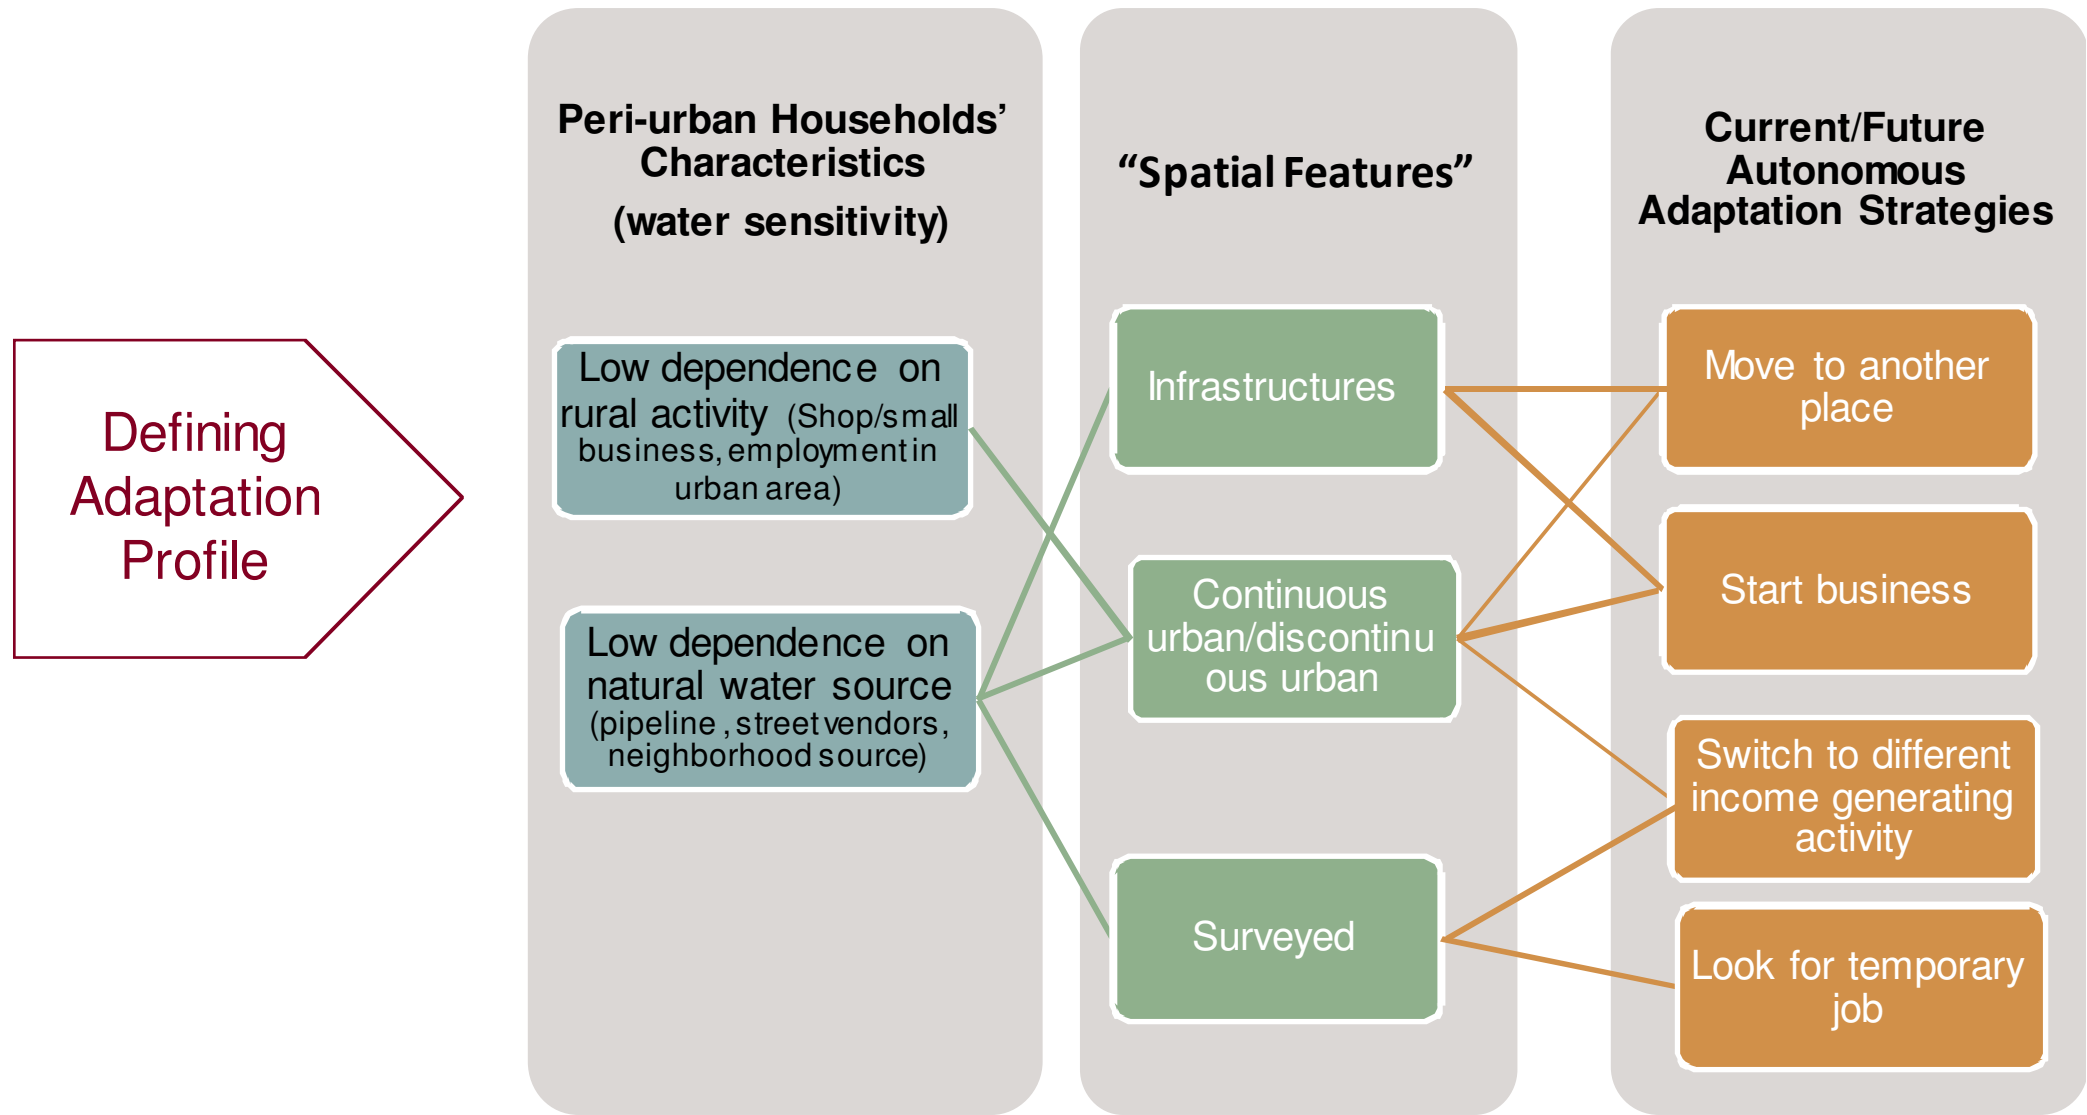 Defining
Adaptation
Profile
Peri-urban Households’
Characteristics
(water sensitivity)
Low dependence on
rural activity (Shop/small
business, employment in
urban area)
Low dependence on
natural water source
(pipeline, street vendors,
neighborhood source)
“Spatial Features”
Infrastructures
Continuous
urban/discontinu
ous urban
Surveyed
Current/Future
Autonomous
Adaptation Strategies
Move to another
place
Start business
Switch to different
income generating
activity
Look for temporary
job